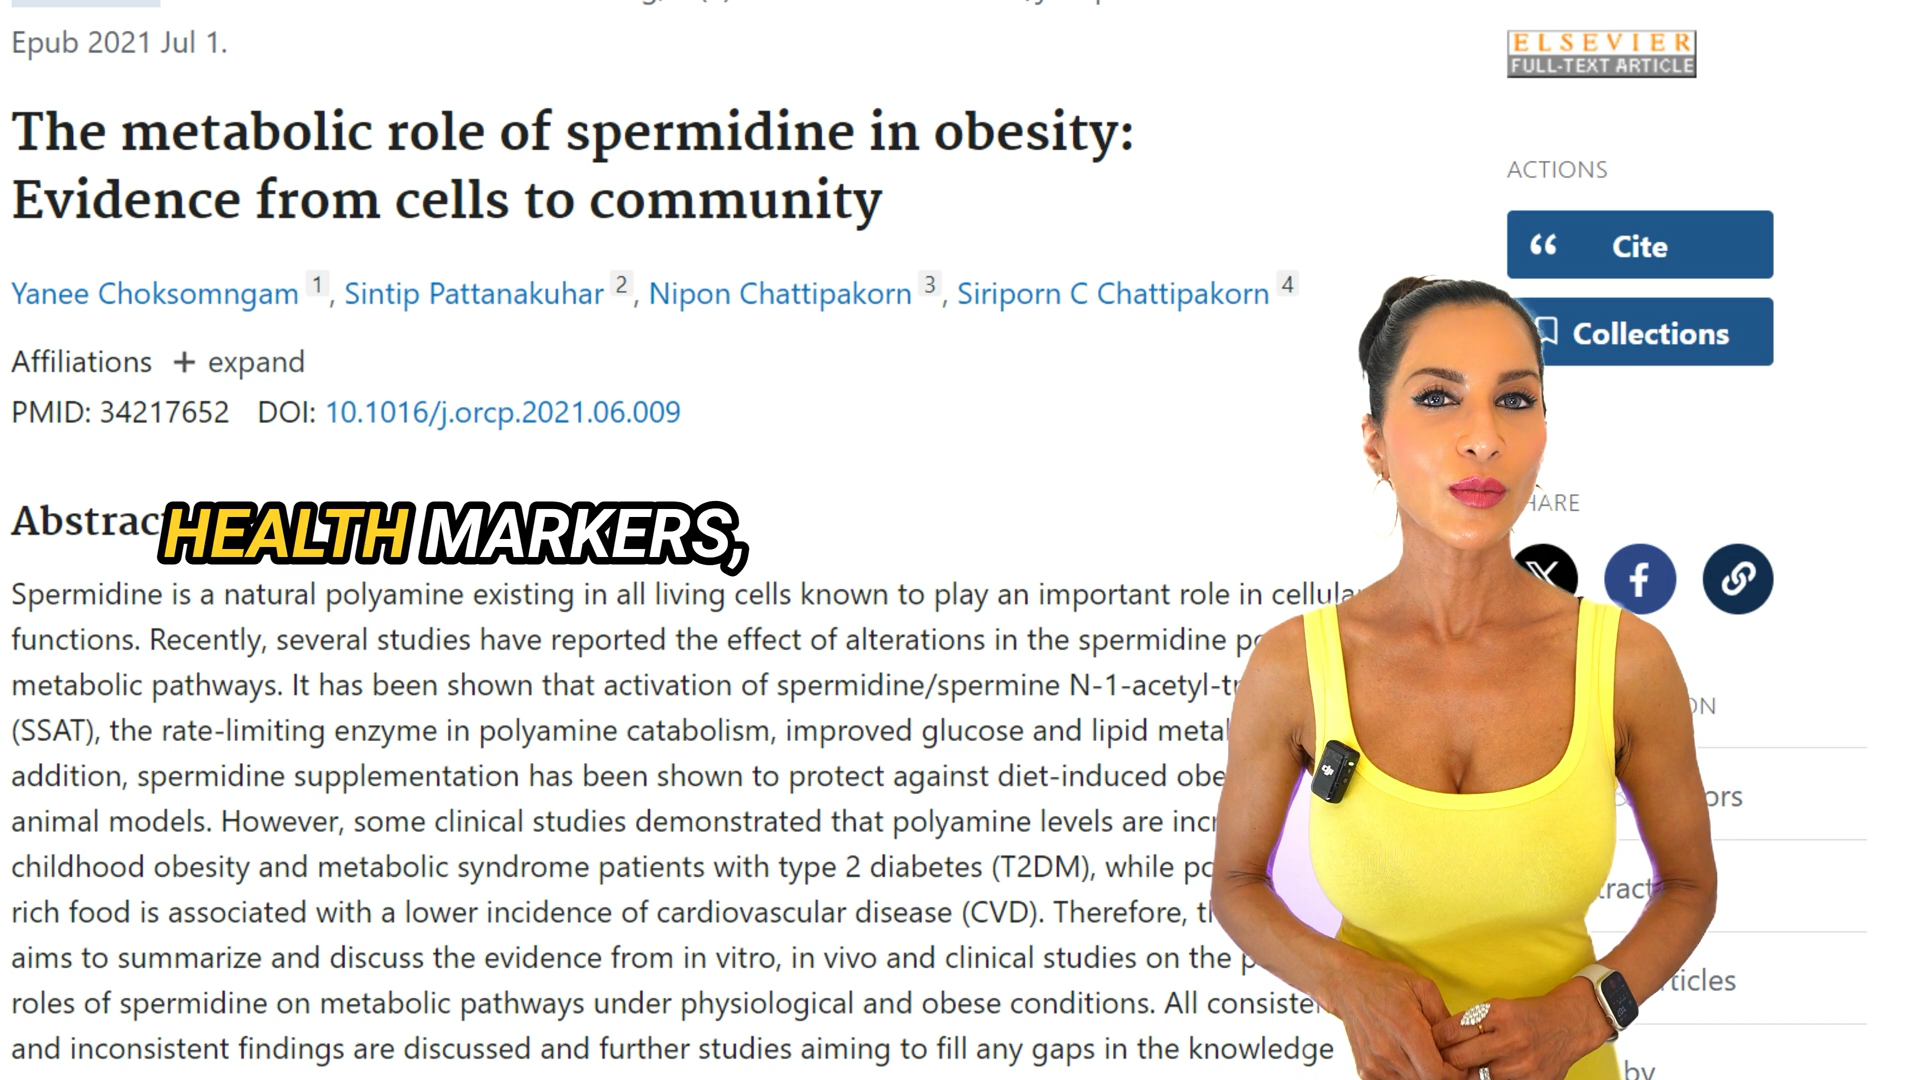 Epub 2021 Jul 1.
ELSEVIER
FULL-TEXT ARTICLE
The metabolic role of spermidine in obesity:
Evidence from cells to community
Yanee Choksomngam 1, Sintip Pattanakuhar 2, Nipon Chattipakorn 3, Siriporn C Chattipakorn 4
Affiliations + expand
PMID: 34217652 DOI: 10.1016/j.orcp.2021.06.009
Abstrac
HEALTH MARKERS,
Spermidine is a natural polyamine existing in all living cells known to play an important role in cellula
functions. Recently, several studies have reported the effect of alterations in the spermidine
metabolic pathways. It has been shown that activation of spermidine/spermine N-1-acetyl-
(SSAT), the rate-limiting enzyme in polyamine catabolism, improved glucose and lipid
addition, spermidine supplementation has been shown to protect against diet-induced
animal models. However, some clinical studies demonstrated that polyamine levels are
childhood obesity and metabolic syndrome patients with type 2 diabetes (T2DM), while
rich food is associated with a lower incidence of cardiovascular disease (CVD). Therefore,
aims to summarize and discuss the evidence from in vitro, in vivo and clinical studies on the
roles of spermidine on metabolic pathways under physiological and obese conditions. All
and inconsistent findings are discussed and further studies aiming to fill any gaps in the knowledge
ACTIONS
Cite
Collections
HARE
ON
ors
tract
rticles
by